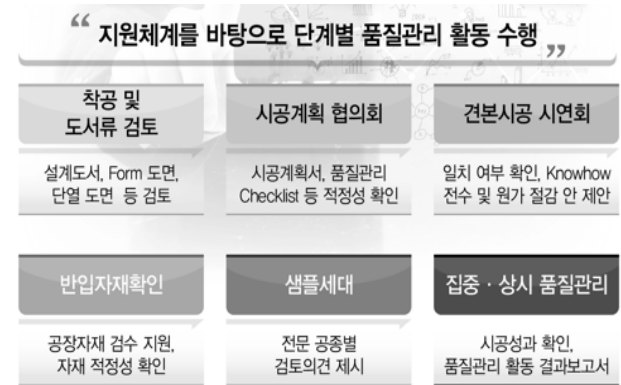 “ 지원체계를 바탕으로 단계별 품질관리 활동 수행 ”
착공 및
도서류 검토
설계도서, Form 도면,
단열 도면 등 검토
시공계획 협의회
시공계획서, 품질관리
Checklist 등 적정성 확인
견본시공 시연회
일치 여부 확인, Knowhow
전수 및 원가 절감 안 제안
반입자재확인
공장자재 검수 지원,
자재 적정성 확인
샘플세대
전문 공종별
검토의견 제시
집중 · 상시 품질관리
시공성과 확인,
품질관리 활동 결과보고서